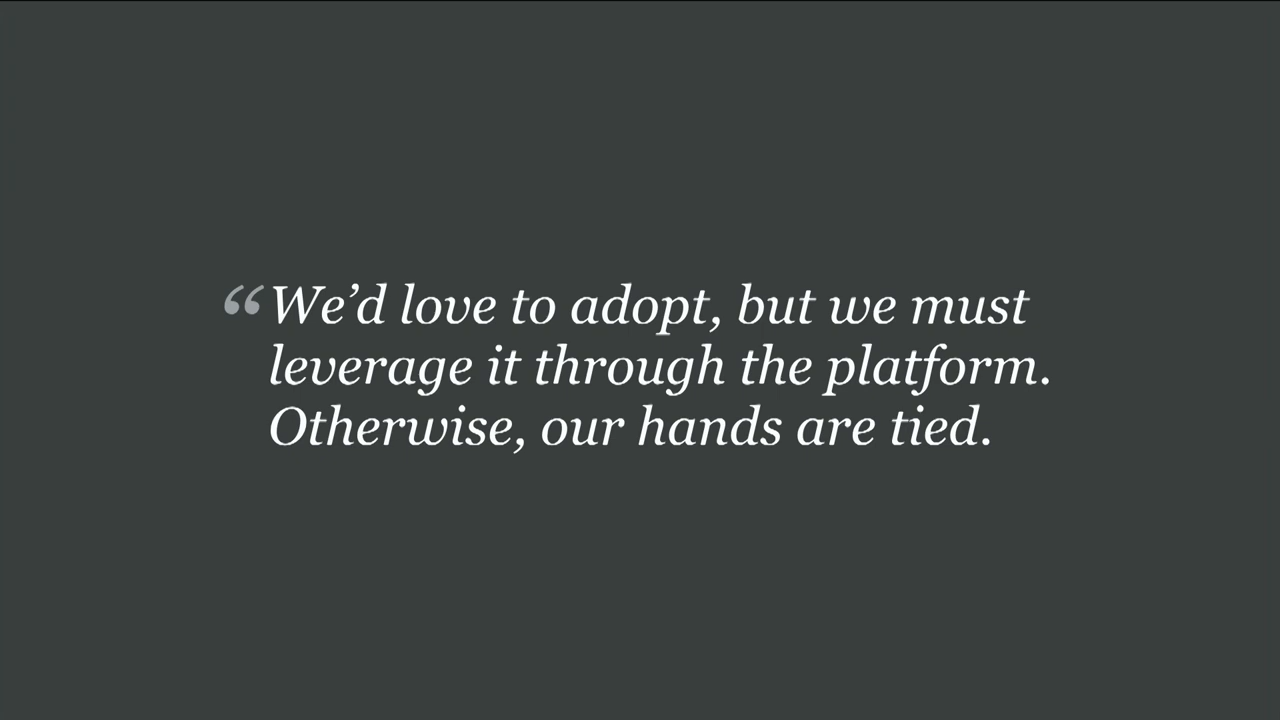 “We’d love to adopt, but we must
leverage it through the platform.
Otherwise, our hands are tied.